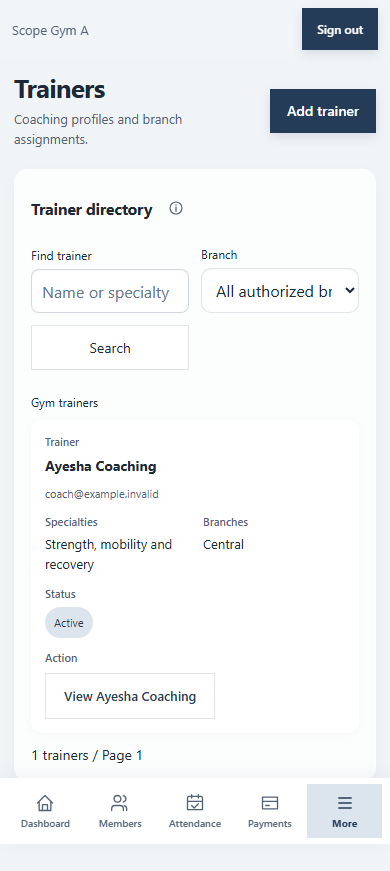 Scope Gym A
Sign out
Trainers
Coaching profiles and branch
assignments.
Add trainer
Trainer directory
Find trainer
Branch
Name or specialty
All authorized br
Search
Gym trainers
Trainer
Ayesha Coaching
coach@example.invalid
Specialties
Branches
Strength, mobility and
recovery
Central
Status
Active
Action
View Ayesha Coaching
1 trainers / Page 1
Dashboard
Members
Attendance
Payments
More